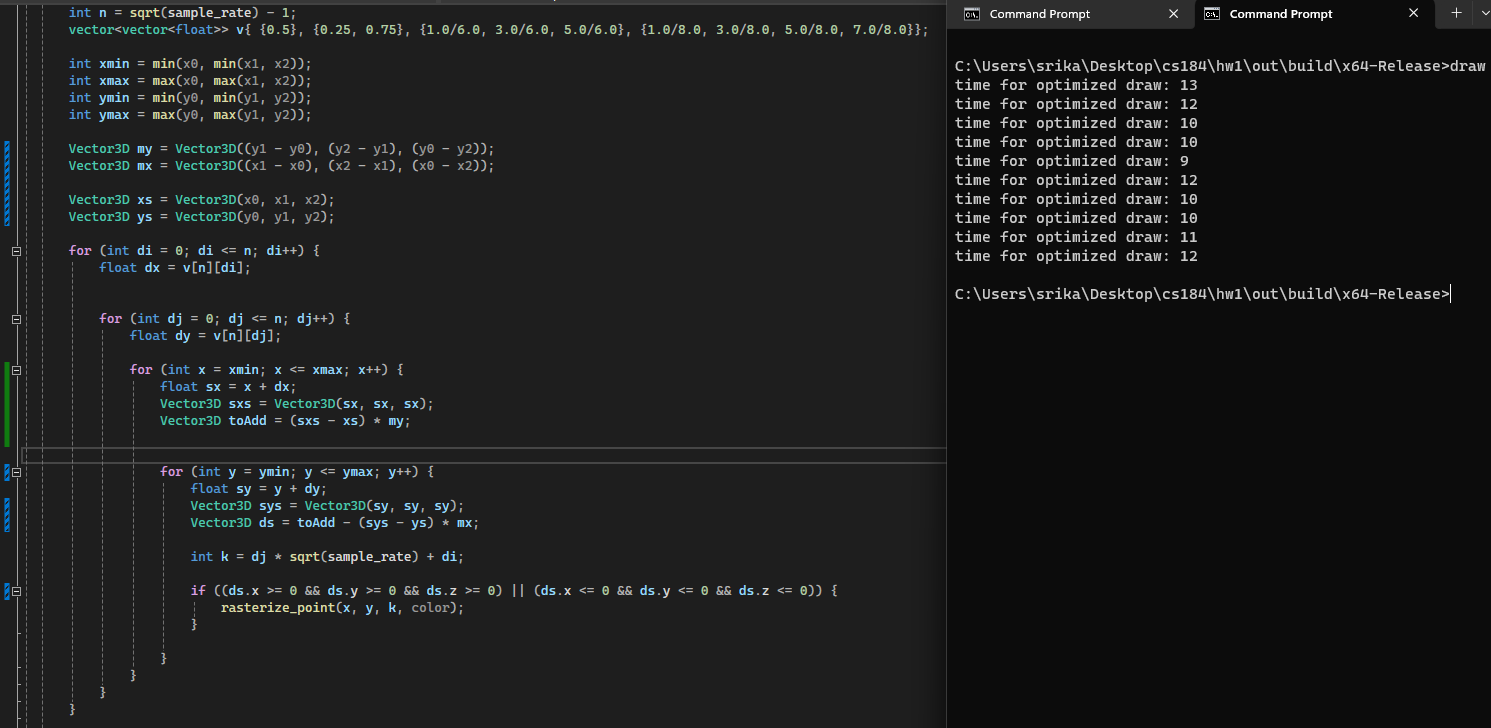 int n = sqrt(sample_rate) - 1;
vector<vector<float>> v{ {0.5}, {0.25, 0.75}, {1.0/6.0, 3.0/6.0, 5.0/6.0}, {1.0/8.0, 3.0/8.0, 5.0/8.0, 7.0/8.0}};
int xmin = min(x0, min(x1, x2));
int xmax = max(x0, max(x1, x2));
int ymin = min(y0, min(y1, y2));
int ymax = max(y0, max(y1, y2));
Vector3D my = Vector3D((y1 - y0), (y2 - y1), (y0 - y2));
Vector3D mx = Vector3D((x1 - x0), (x2 - x1), (x0 - x2));
Vector3D xs = Vector3D(x0, x1, x2);
Vector3D ys = Vector3D(y0, y1, y2);
for (int di = 0; di <= n; di++) {
float dx = v[n][di];
for (int dj = 0; dj <= n; dj++) {
float dy = v[n][dj];
for (int x = xmin; x <= xmax; x++) {
float sx = x + dx;
Vector3D sxs = Vector3D(sx, sx, sx);
Vector3D toAdd = (sxs - xs) * my;
for (int y = ymin; y <= ymax; y++) {
float sy = y + dy;
Vector3D sys = Vector3D(sy, sy, sy);
Vector3D ds = toAdd - (sys - ys) * mx;
int k = dj * sqrt(sample_rate) + di;
if ((ds.x >= 0 && ds.y >= 0 && ds.z >= 0) || (ds.x <= 0 && ds.y <= 0 && ds.z <= 0)) {
rasterize_point(x, y, k, color);
}
}
}
}
}
Command Prompt
Command Prompt
C:\Users\srika\Desktop\cs184\hw1\out\build\x64-Release>draw
time for optimized draw: 13
time for optimized draw: 12
time for optimized draw: 10
time for optimized draw: 10
time for optimized draw: 9
time for optimized draw: 12
time for optimized draw: 10
time for optimized draw: 10
time for optimized draw: 11
time for optimized draw: 12
C:\Users\srika\Desktop\cs184\hw1\out\build\x64-Release>